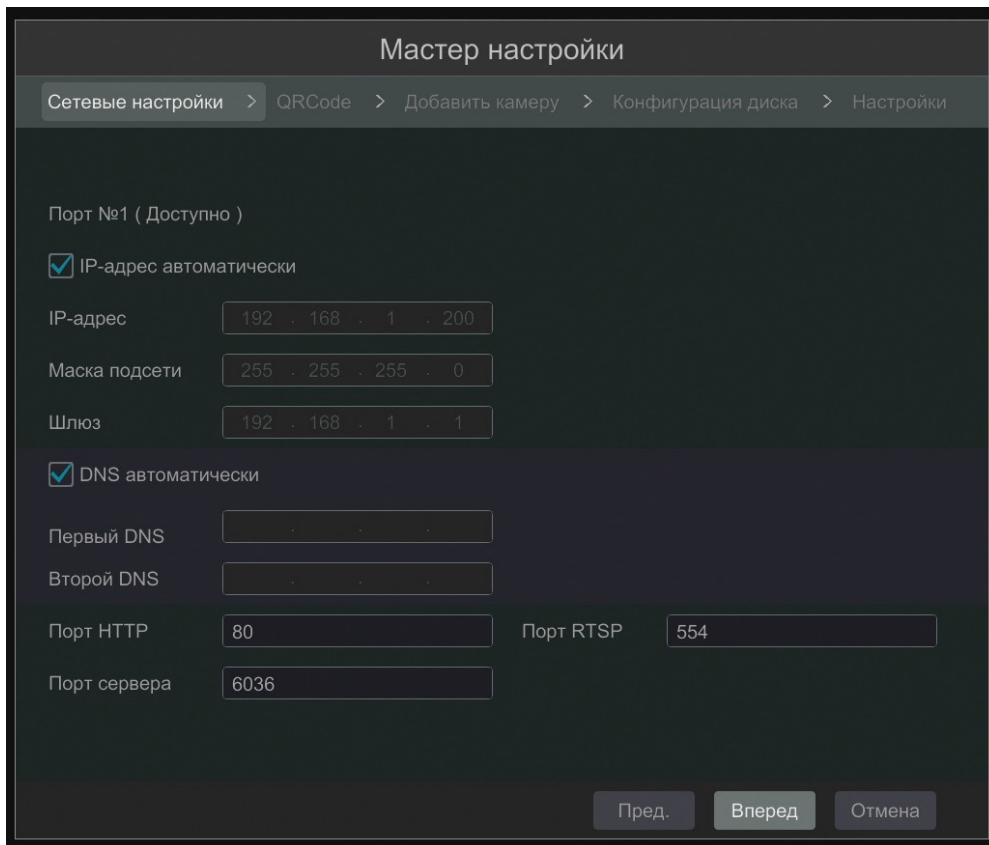 Мастер настройки
Сетевые настройки > QRCode > Добавить камеру > Конфигурация диска > Настройки
Порт №1 ( Доступно )
IP-адрес автоматически
IP-адрес 192 . 168 . 1 . 200
Маска подсети 255 . 255 . 255 . 0
Шлюз 192 . 168 . 1 . 1
DNS автоматически
Первый DNS . . .
Второй DNS . . .
Порт HTTP 80 Порт RTSP 554
Порт сервера 6036
Пред. Вперед Отмена